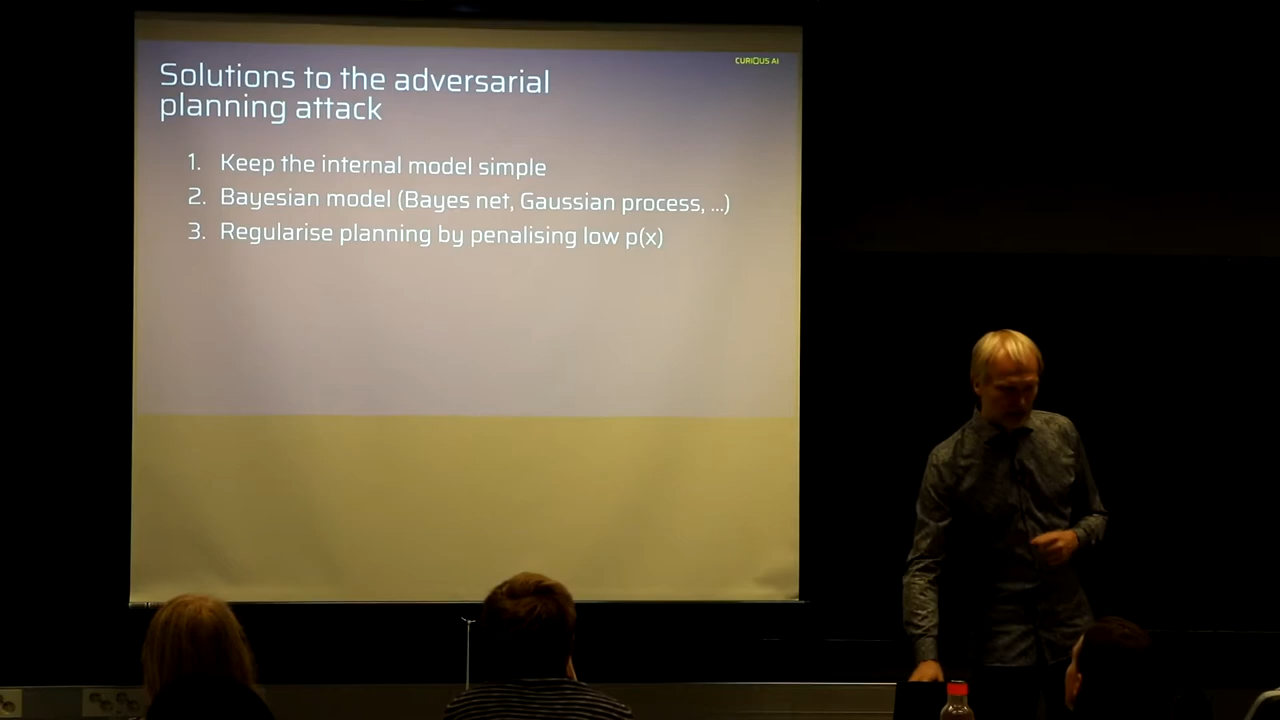 CURIOUS AI
Solutions to the adversarial
planning attack
1. Keep the internal model simple
2. Bayesian model (Bayes net, Gaussian process, ...)
3. Regularise planning by penalising low p(x)